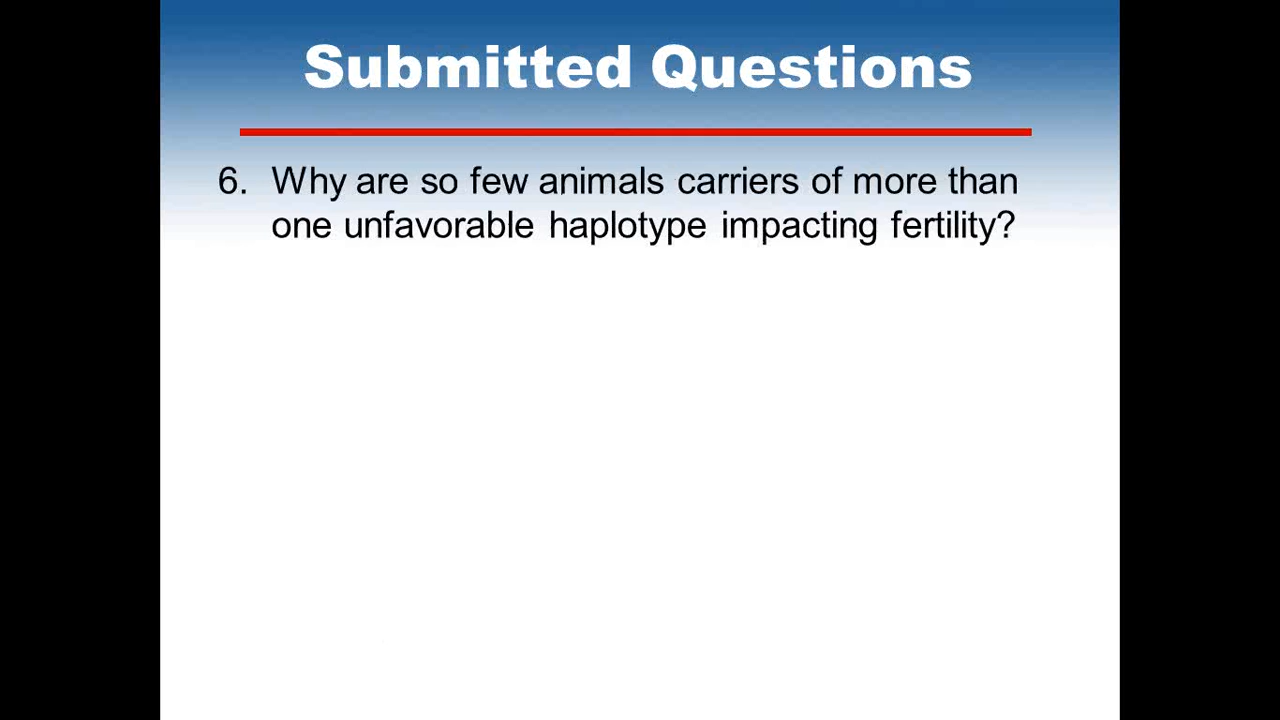 Submitted Questions
6. Why are so few animals carriers of more than
one unfavorable haplotype impacting fertility?